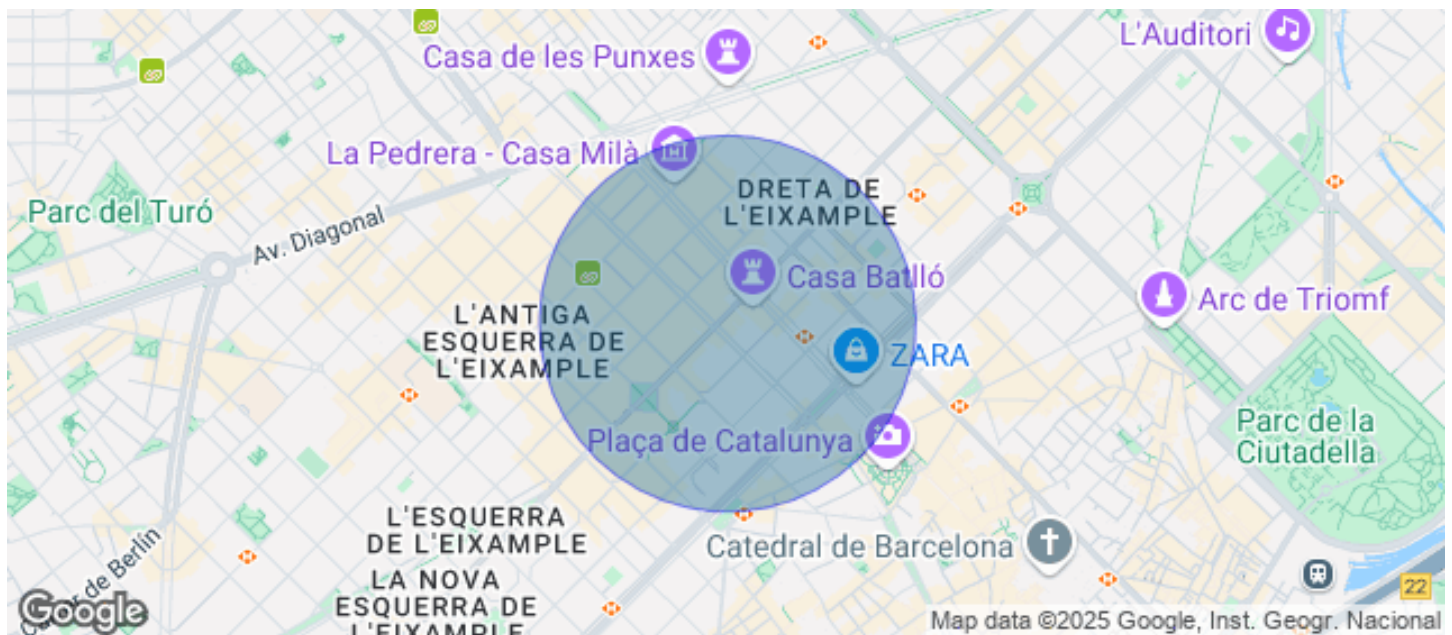 L'Auditori
Casa de les Punxes
La Pedrera - Casa Milà
DRETA DE
L'EIXAMPLE
Parc del Turó
Av. Diagonal
Casa Batlló
Arc de Triomf
L'ANTIGA
ESQUERRA DE
L'EIXAMPLE
ZARA
Plaça de Catalunya
Parc de la
Ciutadella
L'ESQUERRA
DE L'EIXAMPLE
Catedral de Barcelona
de Berlín
LA NOVA
ESQUERRA DE
L'EIXAMPLE
22
Google
Map data ©2025 Google, Inst. Geogr. Nacional